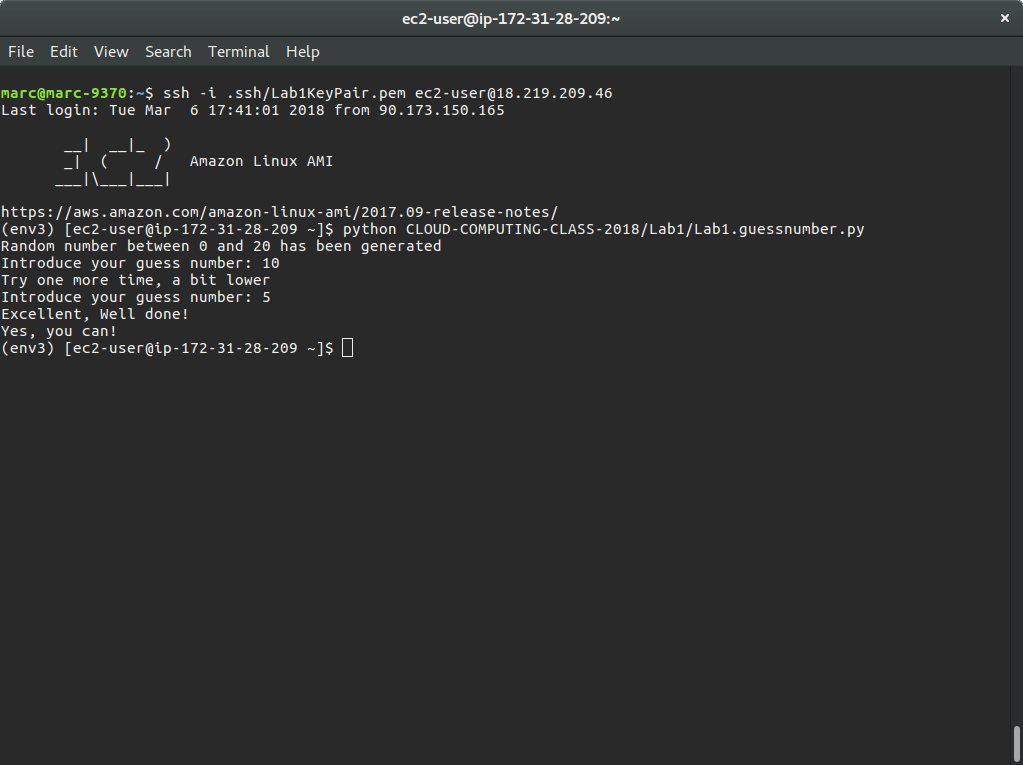 ec2-user@ip-172-31-28-209:~
File Edit View Search Terminal Help
marc@marc-9370:~$ ssh -i .ssh/Lab1KeyPair.pem ec2-user@18.219.209.46
Last login: Tue Mar  6 17:41:01 2018 from 90.173.150.165

       __|  __|_  )
       _|  (     /   Amazon Linux AMI
      ___|\___|___|

https://aws.amazon.com/amazon-linux-ami/2017.09-release-notes/
(env3) [ec2-user@ip-172-31-28-209 ~]$ python CLOUD-COMPUTING-CLASS-2018/Lab1/Lab1.guessnumber.py
Random number between 0 and 20 has been generated
Introduce your guess number: 10
Try one more time, a bit lower
Introduce your guess number: 5
Excellent, Well done!
Yes, you can!
(env3) [ec2-user@ip-172-31-28-209 ~]$